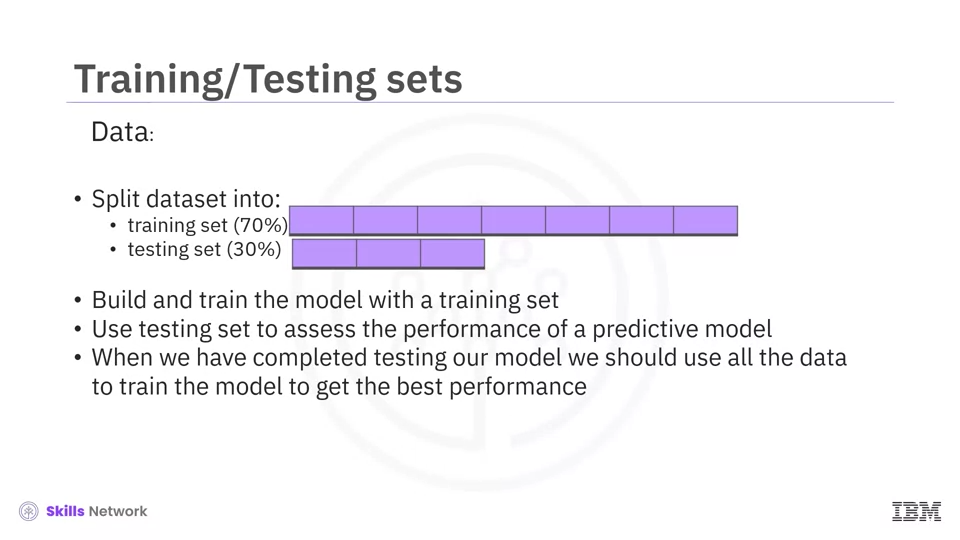 Training/Testing sets
Data:
• Split dataset into:
• training set (70%)
• testing set (30%)
• Build and train the model with a training set
• Use testing set to assess the performance of a predictive model
• When we have completed testing our model we should use all the data
to train the model to get the best performance
Skills Network
IBM